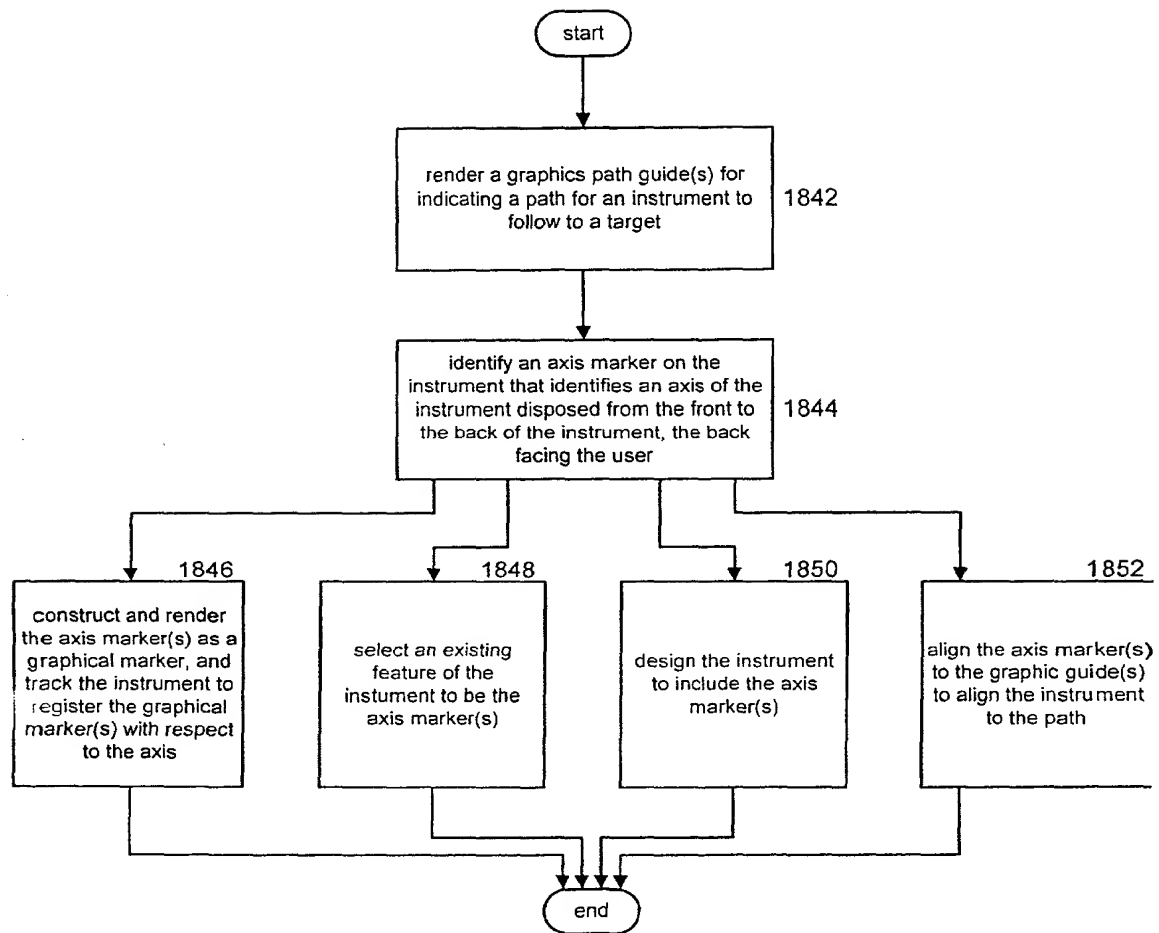 start
render a graphics path guide(s) for
indicating a path for an instrument to
follow to a target
1842
identify an axis marker on the
instrument that identifies an axis of the
instrument disposed from the front to
the back of the instrument, the back
facing the user
1844
1846
construct and render
the axis marker(s) as a
graphical marker, and
track the instrument to
register the graphical
marker(s) with respect
to the axis
1848
select an existing
feature of the
instument to be the
axis marker(s)
1850
design the instrument
to include the axis
marker(s)
1852
align the axis marker(s)
to the graphic guide(s)
to align the instrument
to the path
end